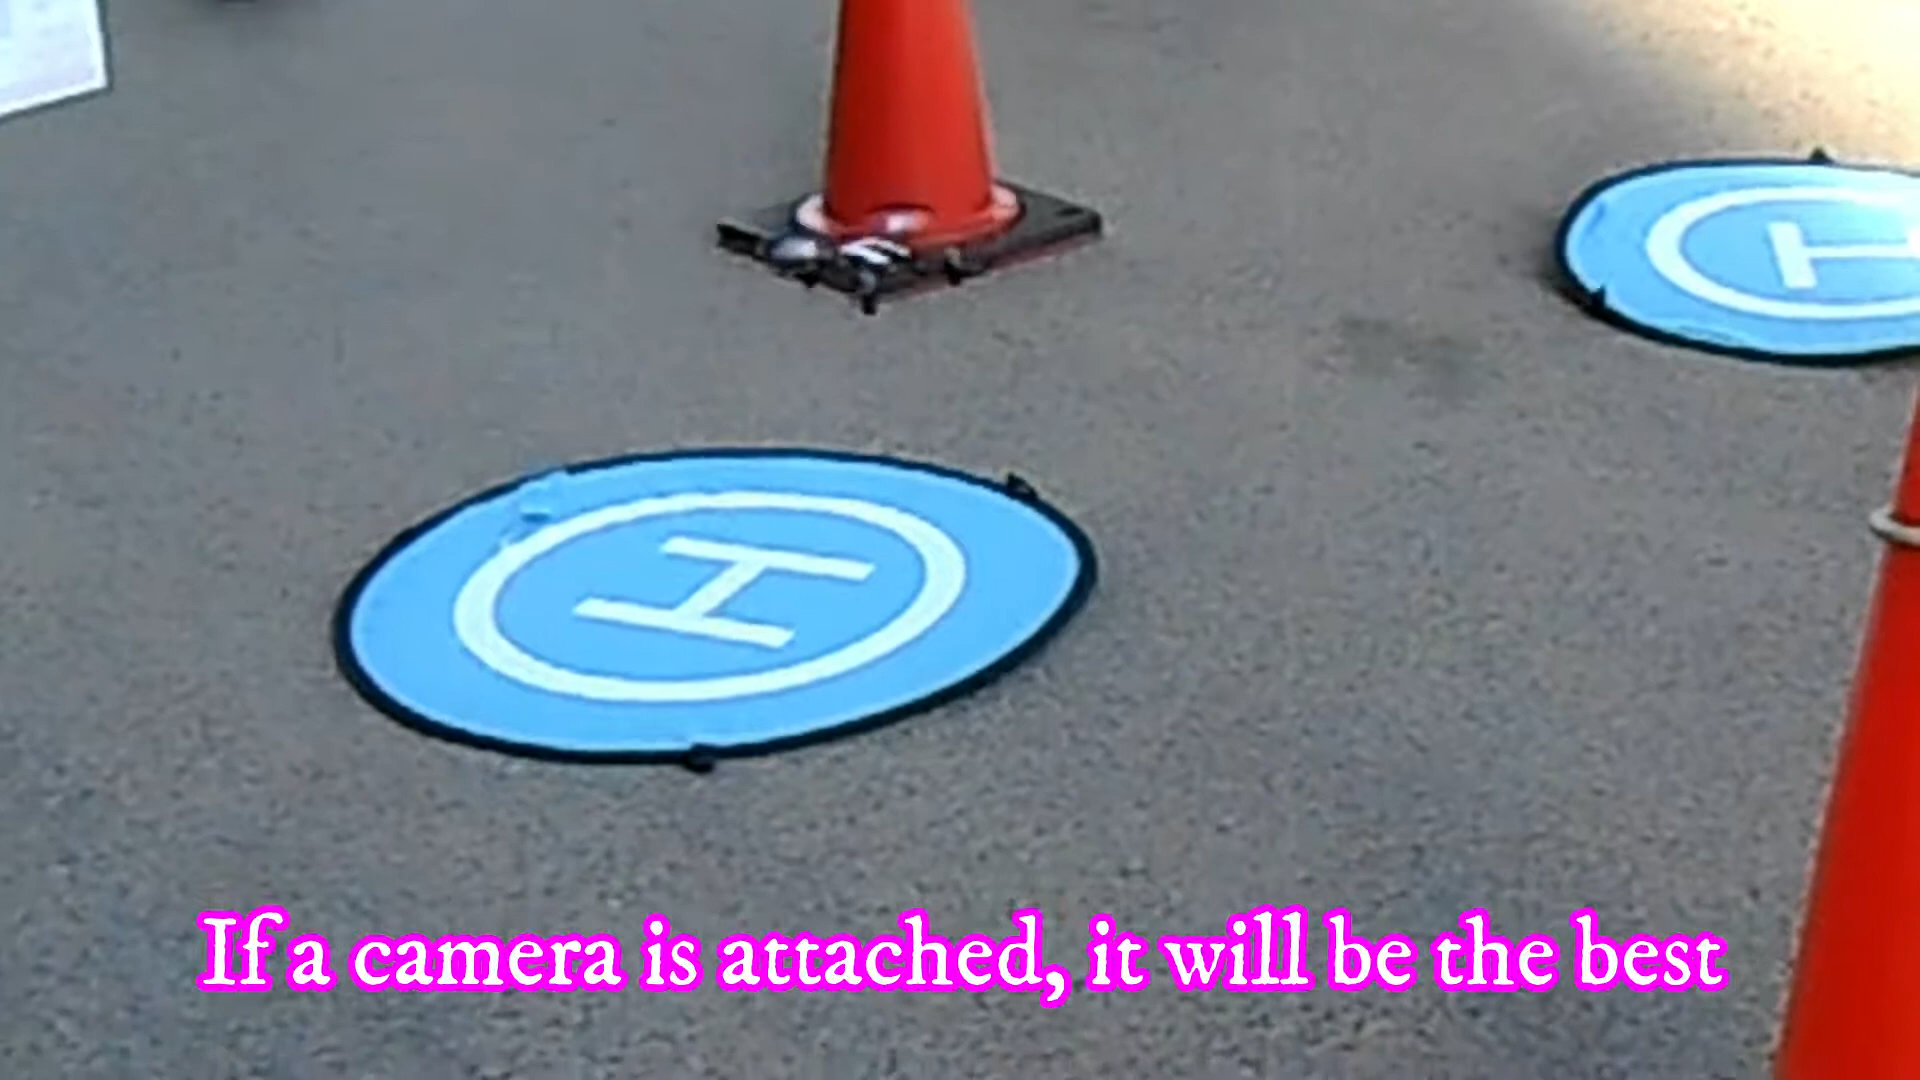 H
H
If a camera is attached, it will be the best